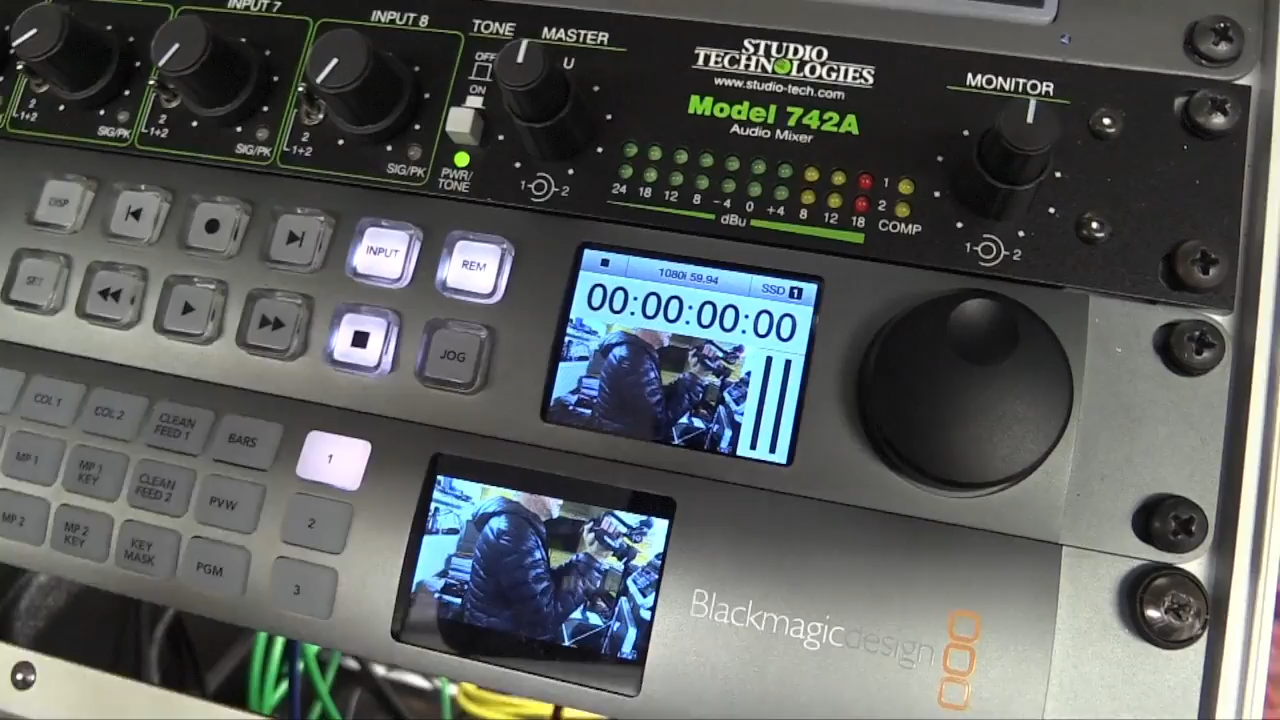 INPUT 7
INPUT 8
TONE
MASTER
OFF
ON
U
2
1+2
SIG/PK
2
1+2
SIG/PK
2
1+2
SIG/PK
PWR/
TONE
1 2
STUDIO
TECHNOLOGIES
www.studio-tech.com
Model 742A
Audio Mixer
24 18 12 8 -4 0 +4 8 12 18
dBu
1
2
COMP
MONITOR
1 2
DISP
INPUT
REM
SET
JOG
1080i 59.94
SSD 1
00:00:00:00
COL 1
COL 2
CLEAN
FEED 1
BARS
1
MP 1
MP 1
KEY
CLEAN
FEED 2
PVW
2
MP 2
MP 2
KEY
KEY
MASK
PGM
3
Blackmagicdesign